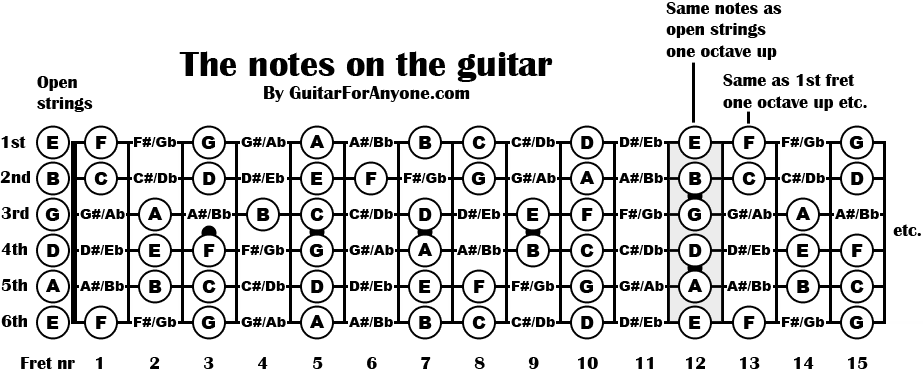 Same notes as
open strings
one octave up
The notes on the guitar
By GuitarForAnyone.com
Open
strings
Same as 1st fret
one octave up etc.
1st E F F#/Gb G G#/Ab A A#/Bb B C C#/Db D D#/Eb E F F#/Gb G
2nd B C C#/Db D D#/Eb E F F#/Gb G G#/Ab A A#/Bb B C C#/Db D
3rd G G#/Ab A A#/Bb B C C#/Db D D#/Eb E F F#/Gb G G#/Ab A A#/Bb
etc.
4th D D#/Eb E F F#/Gb G G#/Ab A A#/Bb B C C#/Db D D#/Eb E F
5th A A#/Bb B C C#/Db D D#/Eb E F F#/Gb G G#/Ab A A#/Bb B C
6th E F F#/Gb G G#/Ab A A#/Bb B C C#/Db D D#/Eb E F F#/Gb G
Fret nr 1 2 3 4 5 6 7 8 9 10 11 12 13 14 15